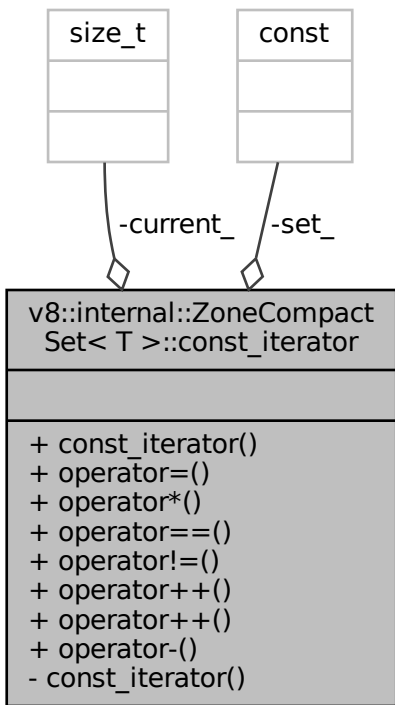 size_t
const
-current_
-set_
v8::internal::ZoneCompact
Set< T >::const_iterator
+ const_iterator()
+ operator=()
+ operator*()
+ operator==()
+ operator!=()
+ operator++()
+ operator++()
+ operator-()
- const_iterator()